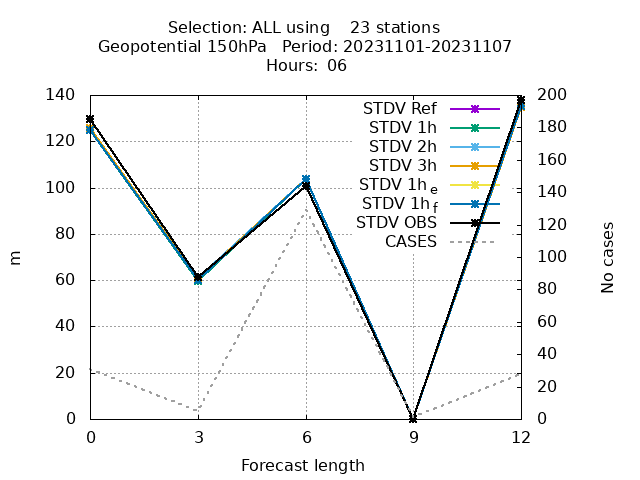 Selection: ALL using    23 stations
Geopotential 150hPa   Period: 20231101-20231107
Hours: 06
140
120
100
80
60
40
20
0
m
STDV Ref
STDV 1h
STDV 2h
STDV 3h
STDV 1h e
STDV 1h f
STDV OBS
CASES
200
180
160
140
120
100
80
60
40
20
0
No cases
0 3 6 9 12
Forecast length